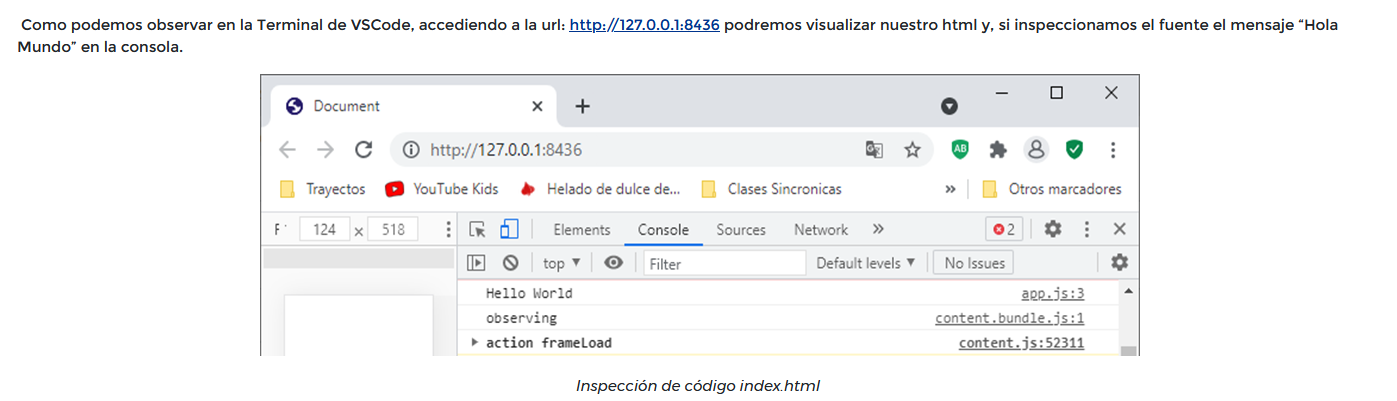 Como podemos observar en la Terminal de VSCode, accediendo a la url: http://127.0.0.1:8436 podremos visualizar nuestro html y, si inspeccionamos el fuente el mensaje “Hola
Mundo” en la consola.
Document
http://127.0.0.1:8436
AB
Trayectos YouTube Kids Helado de dulce de... Clases Sincronicas » Otros marcadores
124 x 518 Elements Console Sources Network » 2
top ▼ Filter Default levels ▼ No Issues
Hello World app.js:3
observing content.bundle.js:1
action frameLoad content.js:52311
Inspección de código index.html